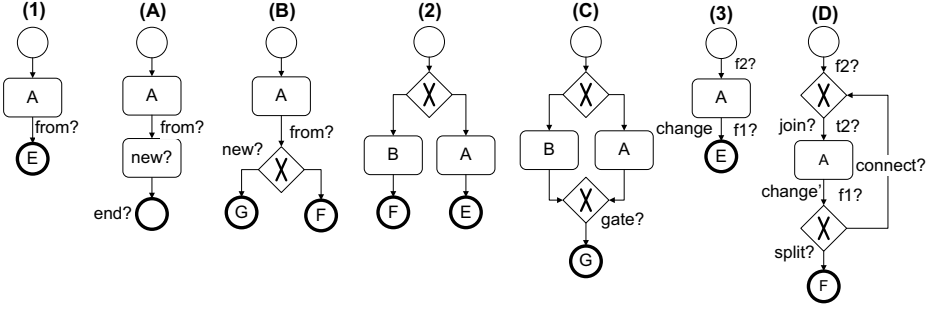 (1)
A
from?
E
(A)
A
from?
new?
end?
(B)
A
from?
new?
X
G
F
(2)
X
B
A
F
E
(C)
X
B
A
X
gate?
G
(3)
f2?
A
change
f1?
E
(D)
f2?
X
join?
t2?
A
connect?
change'
f1?
X
split?
F